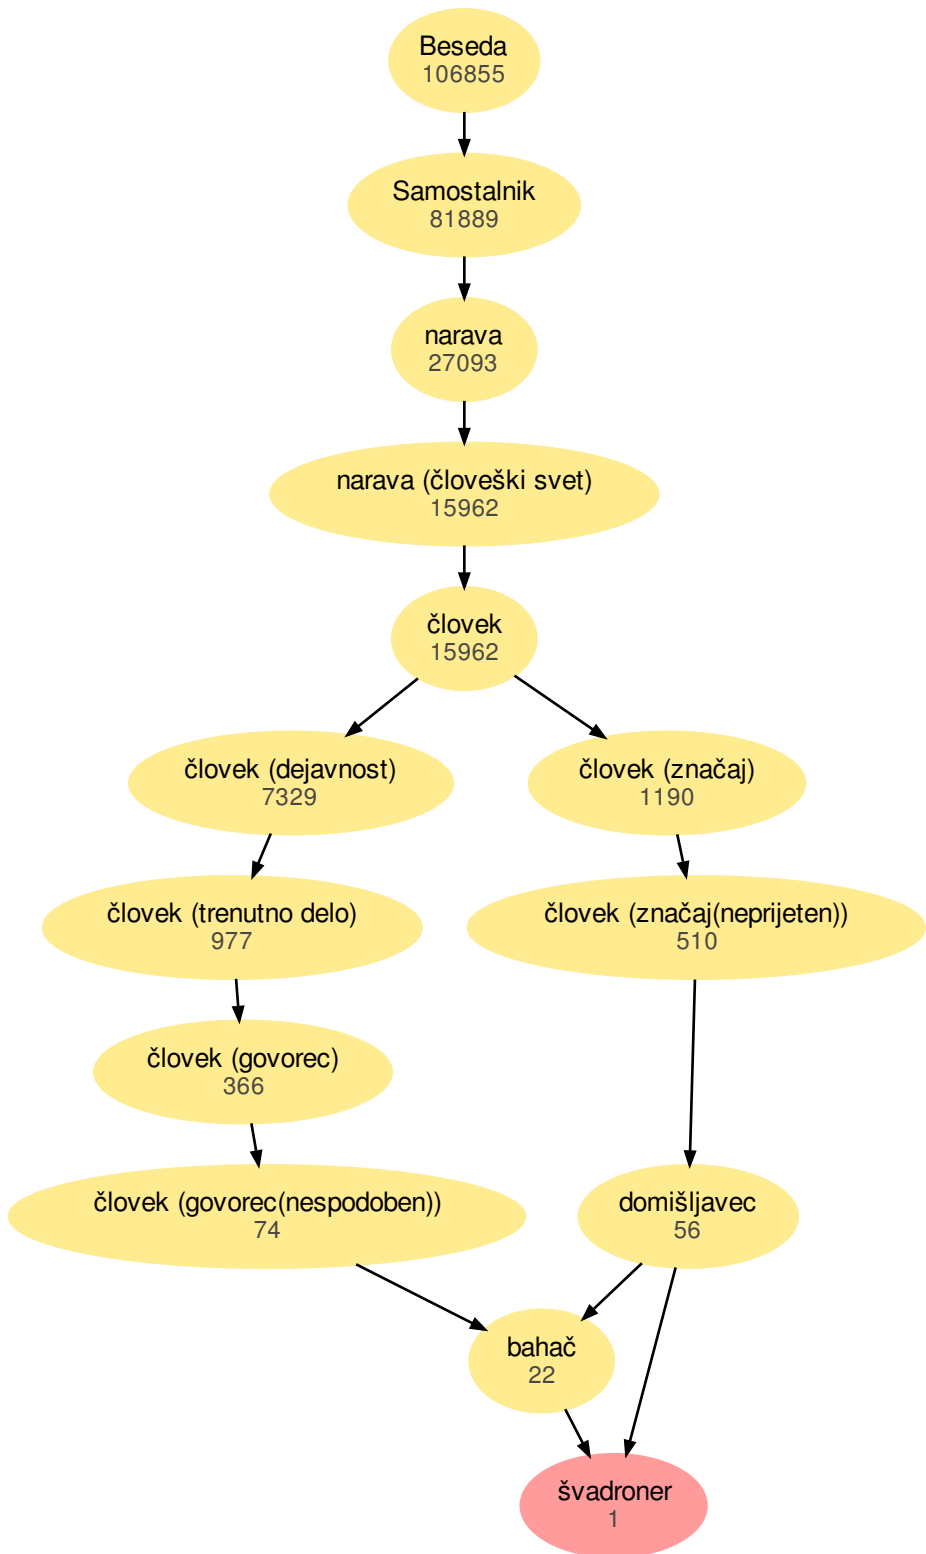 Beseda
106855
Samostalnik
81889
narava
27093
narava (človeški svet)
15962
človek
15962
človek (dejavnost)
7329
človek (značaj)
1190
človek (trenutno delo)
977
človek (značaj(neprijeten))
510
človek (govorec)
366
človek (govorec(nespodoben))
74
domišljavec
56
bahač
22
švadroner
1